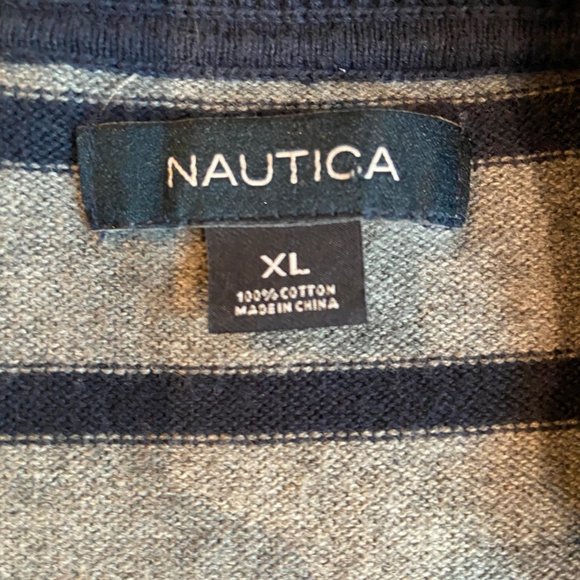 NAUTICA
XL
100% COTTON
MADE IN CHINA